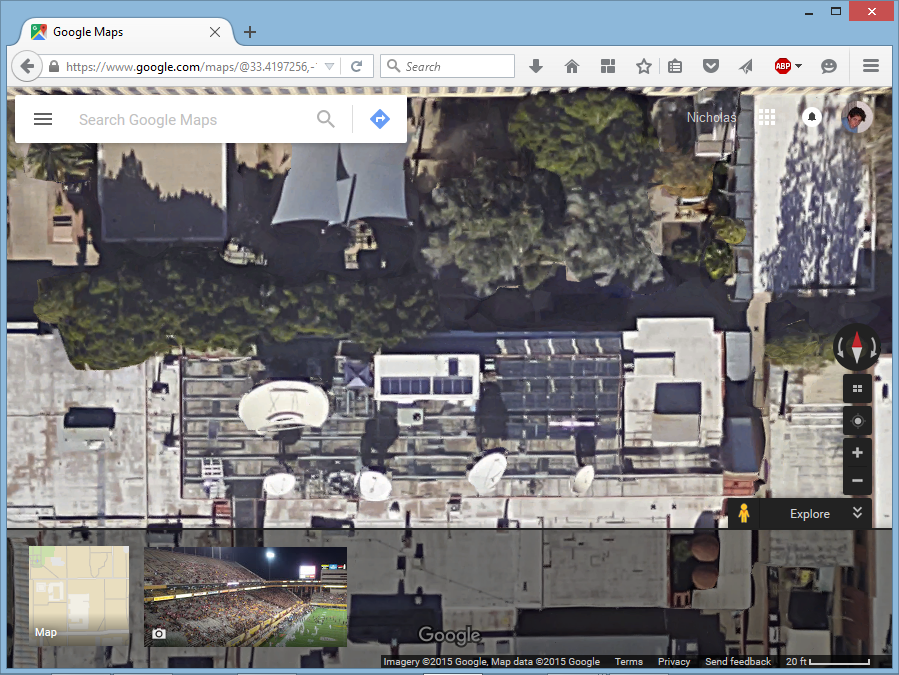 Google Maps
https://www.google.com/maps/@33.4197256,-
Search
ABP
Search Google Maps
Nicholas
Explore
Map
Google
Imagery ©2015 Google, Map data ©2015 Google Terms Privacy Send feedback 20 ft